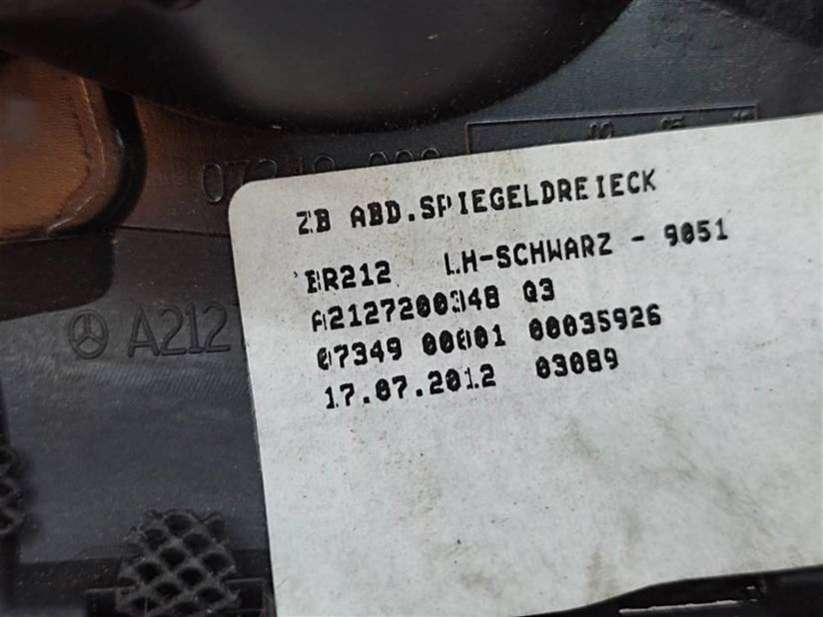 ZB ABD.SPIEGELDREIECK
BR212 LH-SCHWARZ - 9051
A2127200348 Q3
07349 00001 00035926
17.07.2012 03089
A212